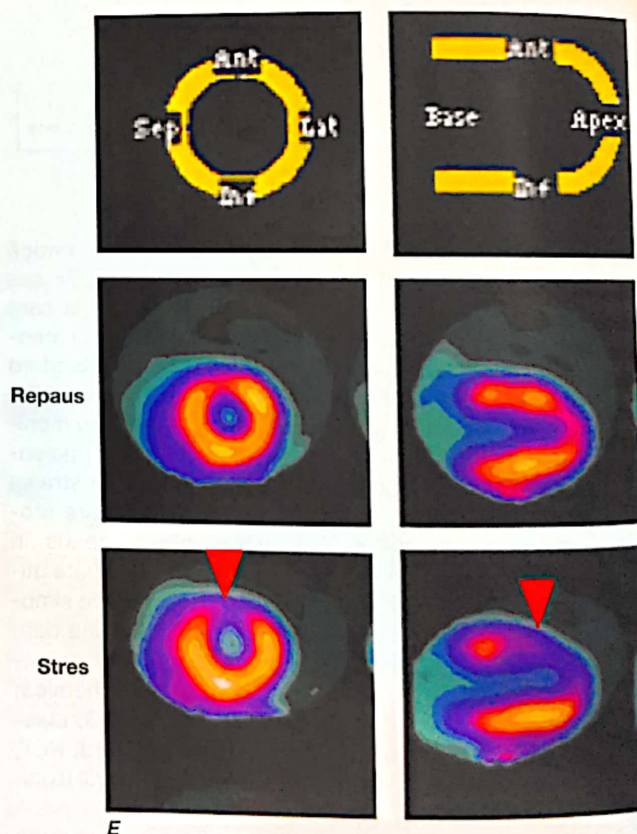 Ant
Ant
Sep
Lat
Base
Apex
Inf
Inf
Repaus
Stres
E